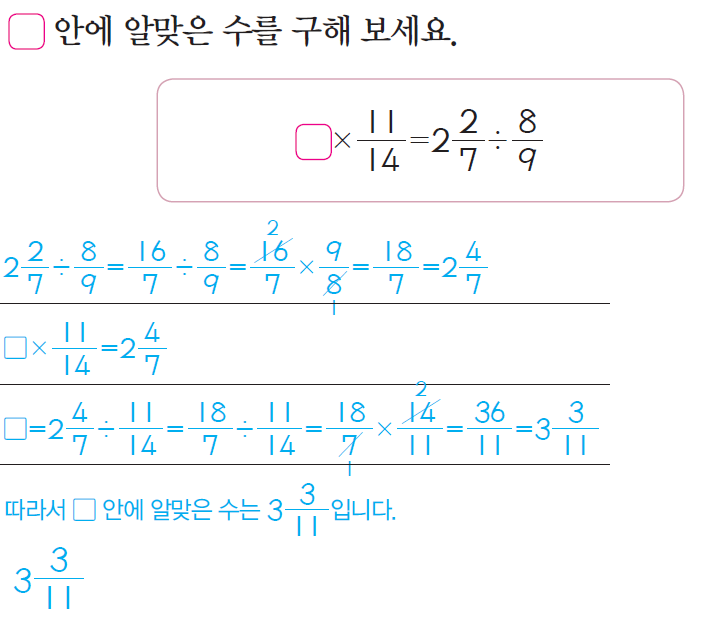 □ 안에 알맞은 수를 구해 보세요.
□×11/14=2 2/7÷8/9
2 2/7÷8/9=16/7÷8/9=16/7×9/8=18/7=2 4/7
□×11/14=2 4/7
□=2 4/7÷11/14=18/7÷11/14=18/7×14/11=36/11=3 3/11
따라서 □ 안에 알맞은 수는 3 3/11입니다.
3 3/11